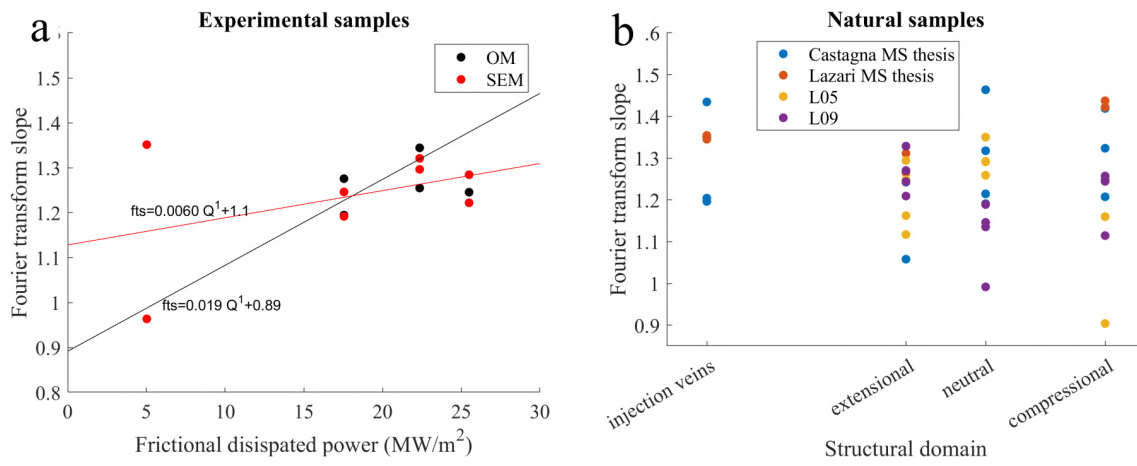 a
Experimental samples
OM
SEM
1.5
1.4
1.3
1.2
1.1
1
0.9
0.8
fts=0.0060 Q^1+1.1
fts=0.019 Q^1+0.89
0 5 10 15 20 25 30
Fourier transform slope
Frictional disispated power (MW/m^2)
b
Natural samples
Castagna MS thesis
Lazari MS thesis
L05
L09
.6
1.5
1.4
1.3
1.2
1.1
1
0.9
Fourier transform slope
injection veins
extensional
neutral
compressional
Structural domain